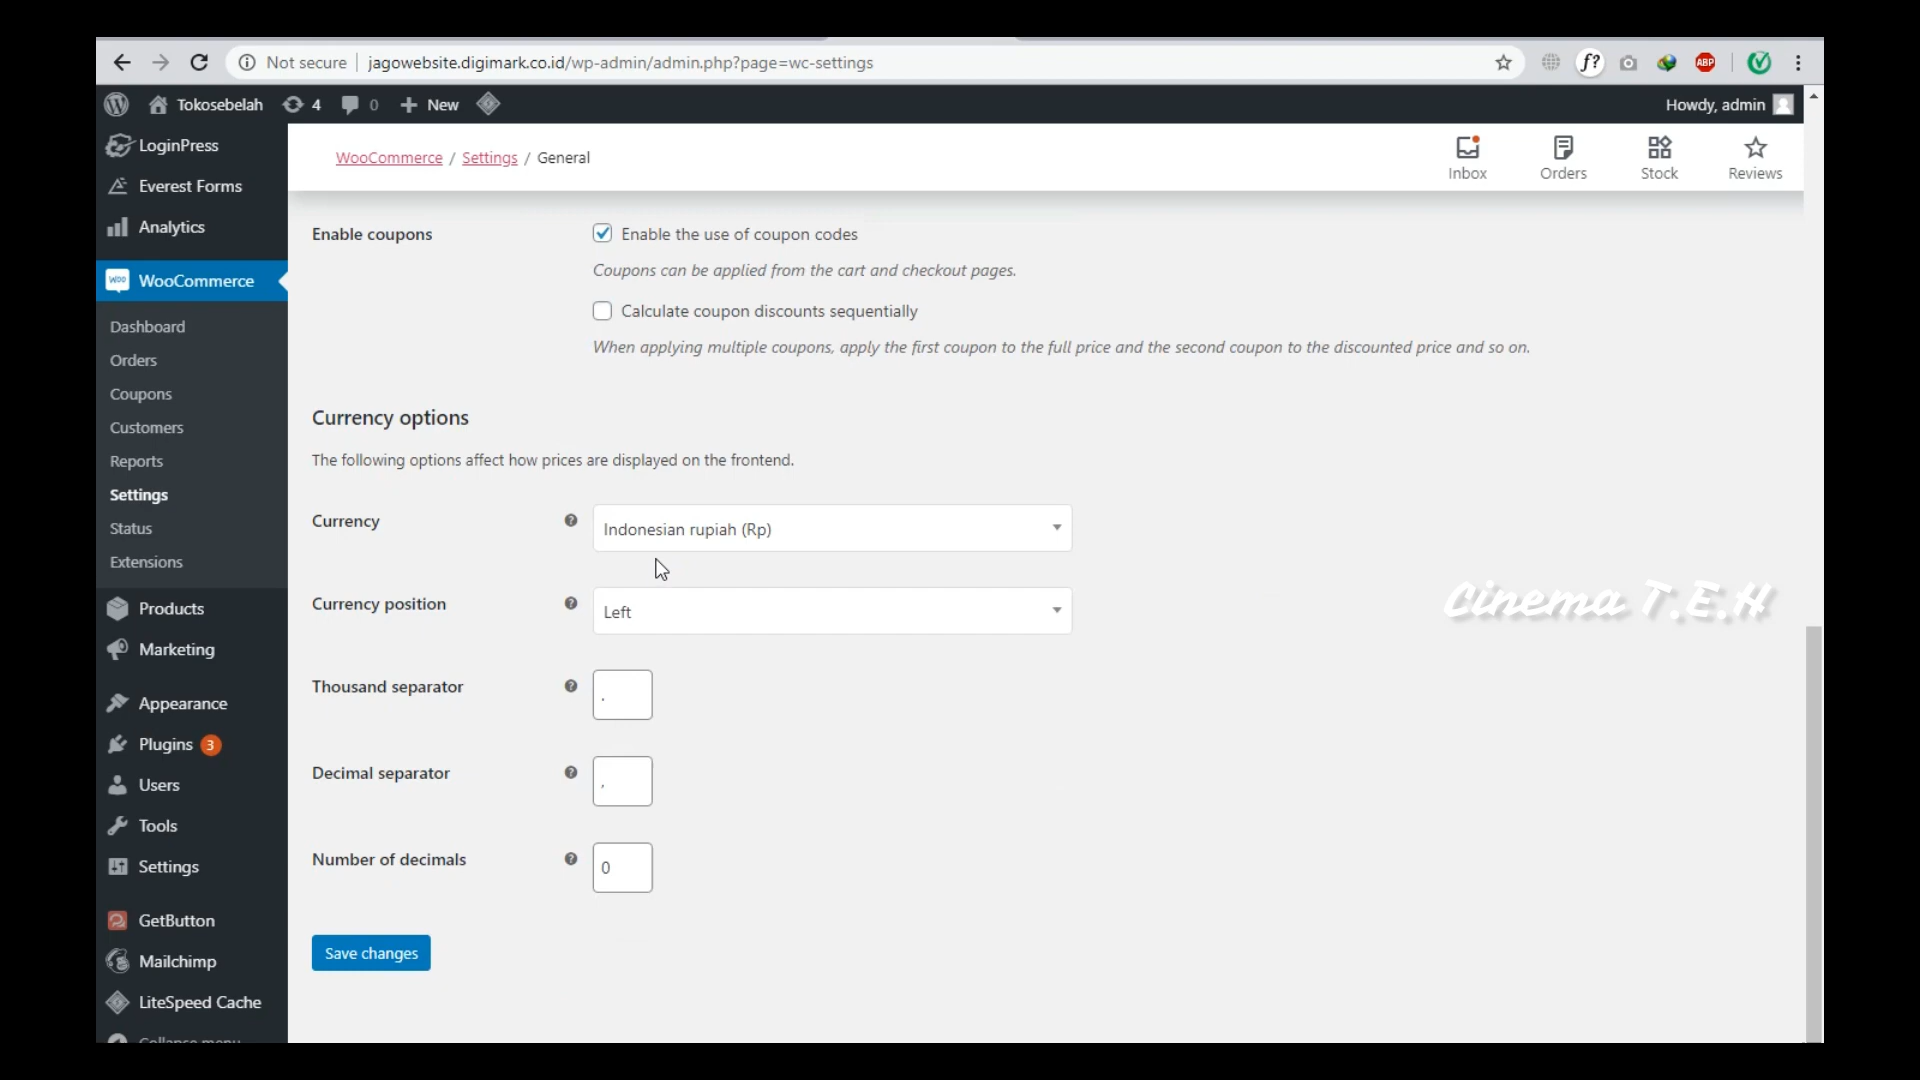 Not secure | jagowebsite.digimark.co.id/wp-admin/admin.php?page=wc-settings
f?
ABP
Tokosebelah 4 0 + New
Howdy, admin
LoginPress
Everest Forms
Analytics
WooCommerce
Dashboard
Orders
Coupons
Customers
Reports
Settings
Status
Extensions
Products
Marketing
Appearance
Plugins 3
Users
Tools
Settings
GetButton
Mailchimp
LiteSpeed Cache
Collapse menu
WooCommerce / Settings / General
Inbox
Orders
Stock
Reviews
Enable coupons
Enable the use of coupon codes
Coupons can be applied from the cart and checkout pages.
Calculate coupon discounts sequentially
When applying multiple coupons, apply the first coupon to the full price and the second coupon to the discounted price and so on.
Currency options
The following options affect how prices are displayed on the frontend.
Currency
Indonesian rupiah (Rp)
Currency position
Left
Thousand separator
.
Decimal separator
,
Number of decimals
0
Save changes
Cinema T.E.H